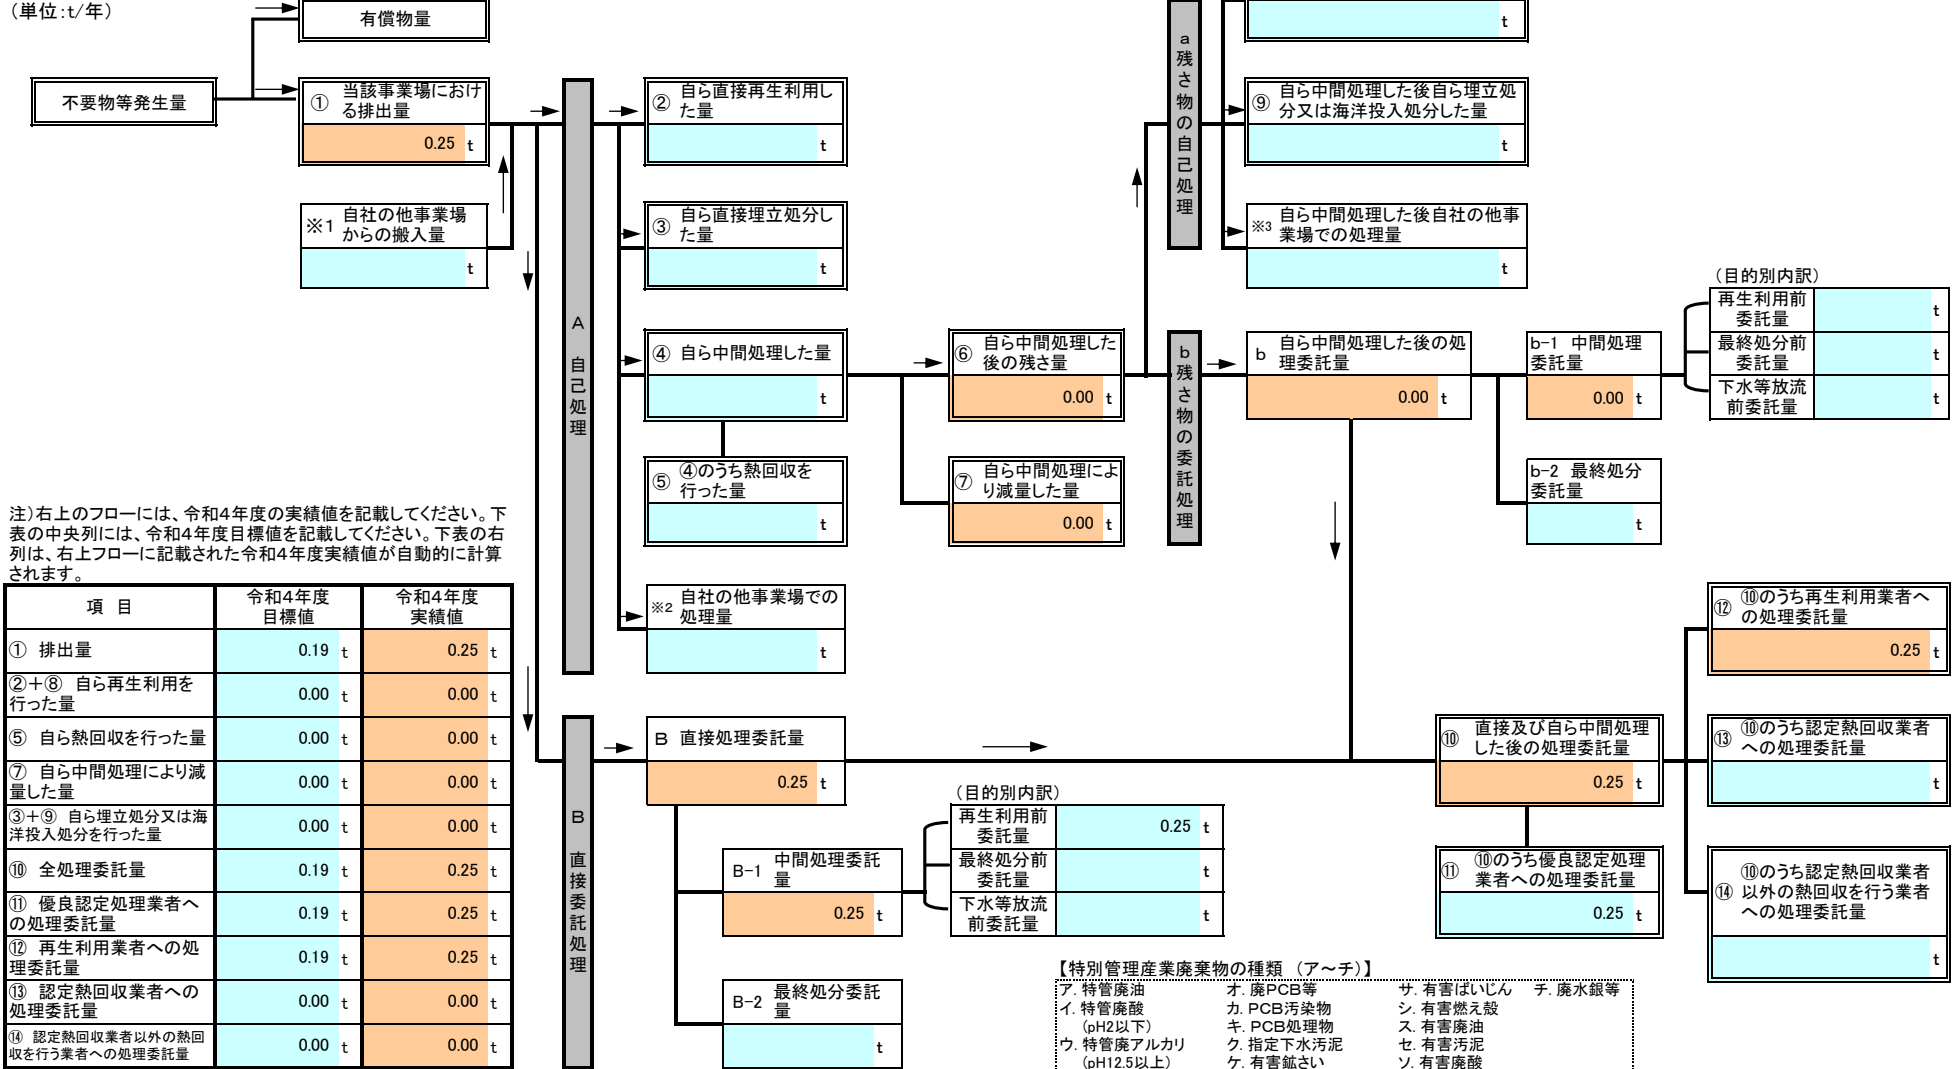 （単位：t/年）
有償物量
不要物等発生量
① 当該事業場におけ
る排出量
0.25 t
※1 自社の他事業場
からの搬入量
t
A 自己処理
② 自ら直接再生利用し
た量
t
③ 自ら直接埋立処分し
た量
t
④ 自ら中間処理した量
t
⑤ ④のうち熱回収を
行った量
t
※2 自社の他事業場での
処理量
t
⑥ 自ら中間処理した
後の残さ量
0.00 t
⑦ 自ら中間処理によ
り減量した量
0.00 t
a 残さ物の自己処理
t
⑨ 自ら中間処理した後自ら埋立処
分又は海洋投入処分した量
t
※3 自ら中間処理した後自社の他事
業場での処理量
t
b 残さ物の委託処理
b 自ら中間処理した後の処
理委託量
0.00 t
b-1 中間処理
委託量
0.00 t
b-2 最終処分
委託量
t
（目的別内訳）
再生利用前
委託量 t
最終処分前
委託量 t
下水等放流
前委託量 t
注）右上のフローには、令和４年度の実績値を記載してください。下
表の中央列には、令和４年度目標値を記載してください。下表の右
列は、右上フローに記載された令和４年度実績値が自動的に計算
されます。
項 目 令和４年度 目標値 令和４年度 実績値
① 排出量 0.19 t 0.25 t
②＋⑧ 自ら再生利用を
行った量 0.00 t 0.00 t
⑤ 自ら熱回収を行った量 0.00 t 0.00 t
⑦ 自ら中間処理により減
量した量 0.00 t 0.00 t
③＋⑨ 自ら埋立処分又は海
洋投入処分を行った量 0.00 t 0.00 t
⑩ 全処理委託量 0.19 t 0.25 t
⑪ 優良認定処理業者へ
の処理委託量 0.19 t 0.25 t
⑫ 再生利用業者への処
理委託量 0.19 t 0.25 t
⑬ 認定熱回収業者への
処理委託量 0.00 t 0.00 t
⑭ 認定熱回収業者以外の熱回
収を行う業者への処理委託量 0.00 t 0.00 t
B 直接委託処理
B 直接処理委託量
0.25 t
B-1 中間処理委託
量
0.25 t
B-2 最終処分委託
量
t
（目的別内訳）
再生利用前
委託量 0.25 t
最終処分前
委託量 t
下水等放流
前委託量 t
⑩ 直接及び自ら中間処理
した後の処理委託量
0.25 t
⑪ ⑩のうち優良認定処理
業者への処理委託量
0.25 t
⑫ ⑩のうち再生利用業者へ
の処理委託量
0.25 t
⑬ ⑩のうち認定熱回収業者
への処理委託量
t
⑭ ⑩のうち認定熱回収業者
以外の熱回収を行う業者
への処理委託量
t
【特別管理産業廃棄物の種類 （ア～チ）】
ア. 特管廃油 オ. 廃PCB等 サ. 有害ばいじん チ. 廃水銀等
イ. 特管廃酸 カ. PCB汚染物 シ. 有害燃え殻
（pH2以下） キ. PCB処理物 ス. 有害廃油
ウ. 特管廃アルカリ ク. 指定下水汚泥 セ. 有害汚泥
（pH12.5以上） ケ. 有害鉱さい ソ. 有害廃酸